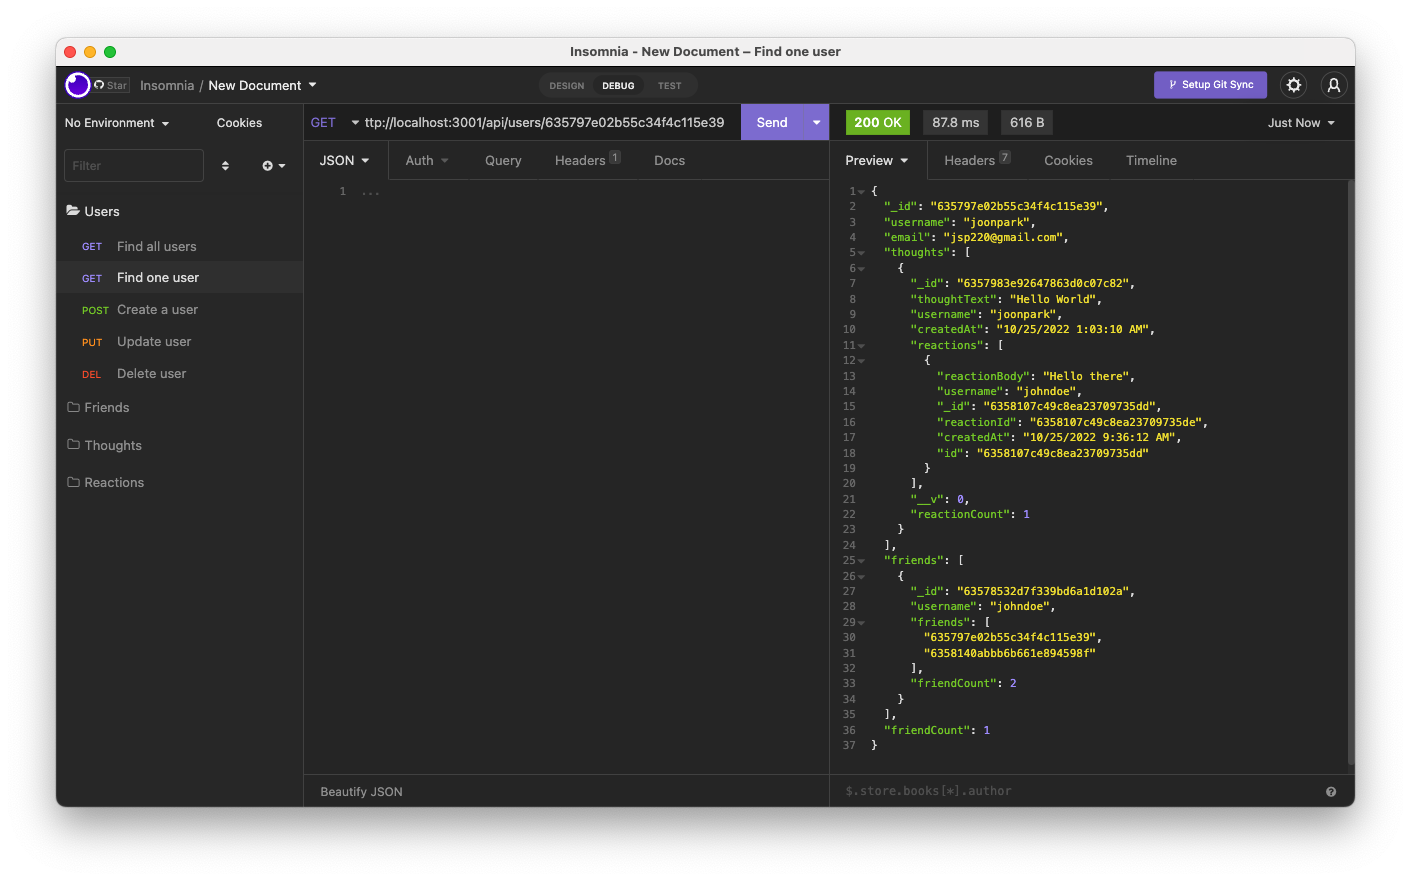 Insomnia - New Document – Find one user
Star
Insomnia / New Document
DESIGN DEBUG TEST
Setup Git Sync
No Environment
Cookies
GET ttp://localhost:3001/api/users/635797e02b55c34f4c115e39 Send
200 OK 87.8 ms 616 B Just Now
Filter
JSON Auth Query Headers 1 Docs
Preview Headers 7 Cookies Timeline
Users
GET Find all users
GET Find one user
POST Create a user
PUT Update user
DEL Delete user
Friends
Thoughts
Reactions
1 ...
1 {
2 "_id": "635797e02b55c34f4c115e39",
3 "username": "joonpark",
4 "email": "jsp220@gmail.com",
5 "thoughts": [
6 {
7 "_id": "6357983e92647863d0c07c82",
8 "thoughtText": "Hello World",
9 "username": "joonpark",
10 "createdAt": "10/25/2022 1:03:10 AM",
11 "reactions": [
12 {
13 "reactionBody": "Hello there",
14 "username": "johndoe",
15 "_id": "6358107c49c8ea23709735dd",
16 "reactionId": "6358107c49c8ea23709735de",
17 "createdAt": "10/25/2022 9:36:12 AM",
18 "id": "6358107c49c8ea23709735dd"
19 }
20 ],
21 "__v": 0,
22 "reactionCount": 1
23 }
24 ],
25 "friends": [
26 {
27 "_id": "63578532d7f339bd6a1d102a",
28 "username": "johndoe",
29 "friends": [
30 "635797e02b55c34f4c115e39",
31 "6358140abbb6b661e894598f"
32 ],
33 "friendCount": 2
34 }
35 ],
36 "friendCount": 1
37 }
Beautify JSON
$.store.books[*].author